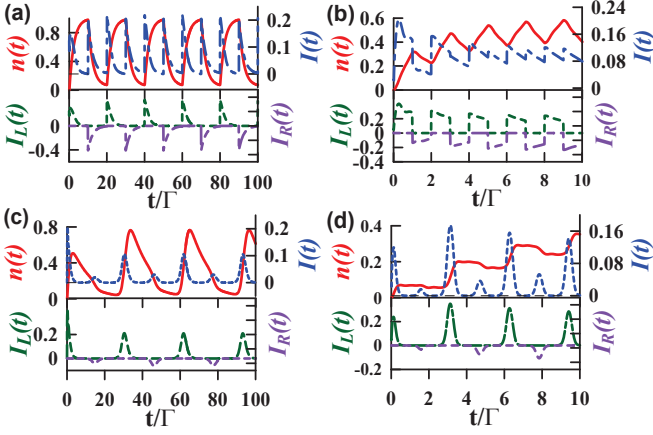 (a)
0.8
0.4
0
n(t)
0.2
0.1
0
I(t)
0
-0.4
I_L(t)
I_R(t)
0 20 40 60 80 100
t/Γ
(b)
0.6
0.4
0.2
0
n(t)
0.24
0.16
0.08
0
I(t)
0.2
0
-0.2
-0.4
I_L(t)
I_R(t)
0 2 4 6 8 10
t/Γ
(c)
0.8
0.4
0
n(t)
0.2
0.1
0
I(t)
0.2
0
I_L(t)
I_R(t)
0 20 40 60 80 100
t/Γ
(d)
0.4
0.2
0
n(t)
0.16
0.08
0
I(t)
0.2
0
-0.2
I_L(t)
I_R(t)
0 2 4 6 8 10
t/Γ